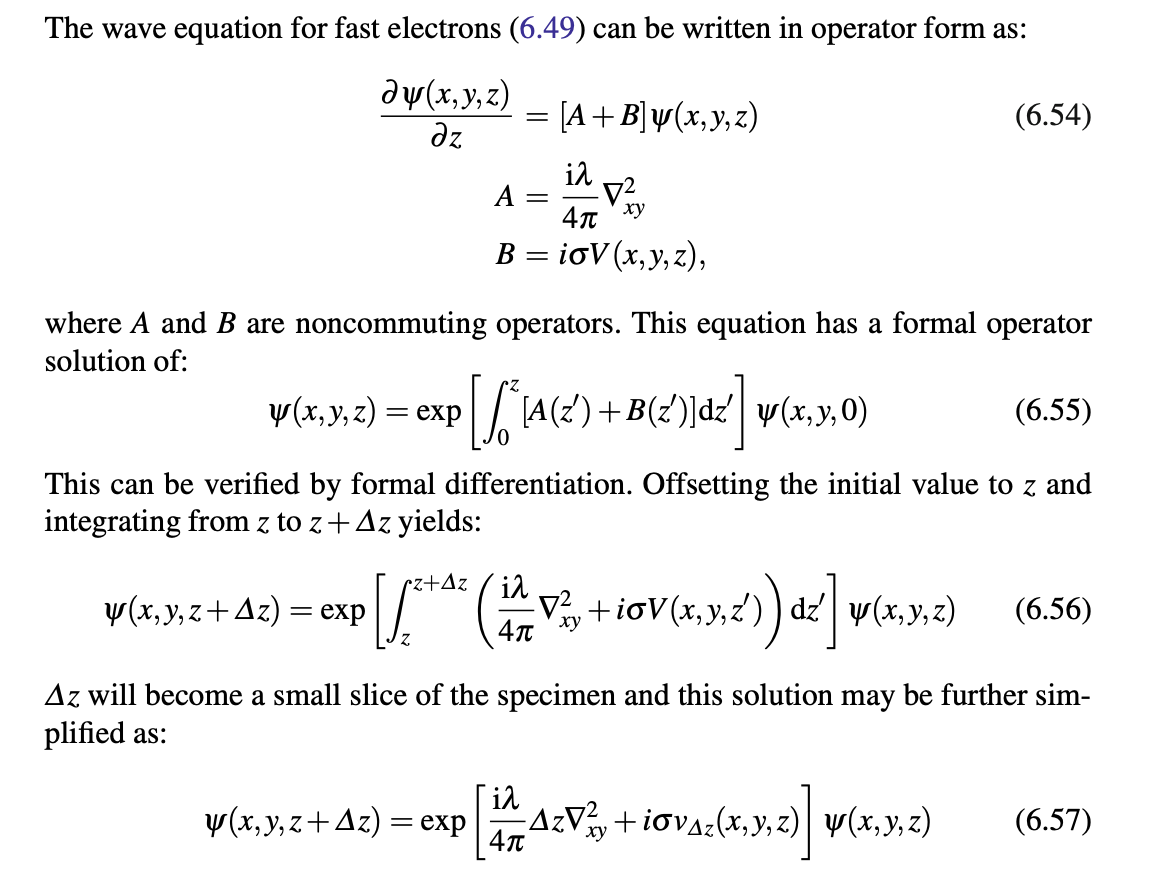 The wave equation for fast electrons (6.49) can be written in operator form as:
∂ψ(x,y,z)/∂z = [A+B]ψ(x,y,z) (6.54)
A = iλ/4π ∇²xy
B = iσV(x,y,z),
where A and B are noncommuting operators. This equation has a formal operator
solution of:
ψ(x,y,z) = exp[∫₀ᶻ [A(z′)+B(z′)]dz′] ψ(x,y,0) (6.55)
This can be verified by formal differentiation. Offsetting the initial value to z and
integrating from z to z+Δz yields:
ψ(x,y,z+Δz) = exp[∫_z^{z+Δz} (iλ/4π ∇²xy + iσV(x,y,z′)) dz′] ψ(x,y,z) (6.56)
Δz will become a small slice of the specimen and this solution may be further sim-
plified as:
ψ(x,y,z+Δz) = exp[iλ/4π Δz∇²xy + iσv_Δz(x,y,z)] ψ(x,y,z) (6.57)